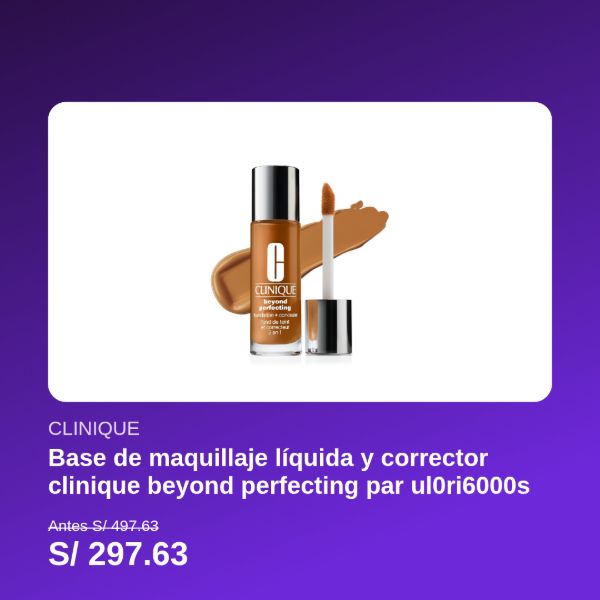 C
CLINIQUE
beyond
perfecting
foundation + concealer
fond de teint
et correcteur
2 en 1
CLINIQUE
Base de maquillaje líquida y corrector
clinique beyond perfecting par ul0ri6000s
Antes S/ 497.63
S/ 297.63